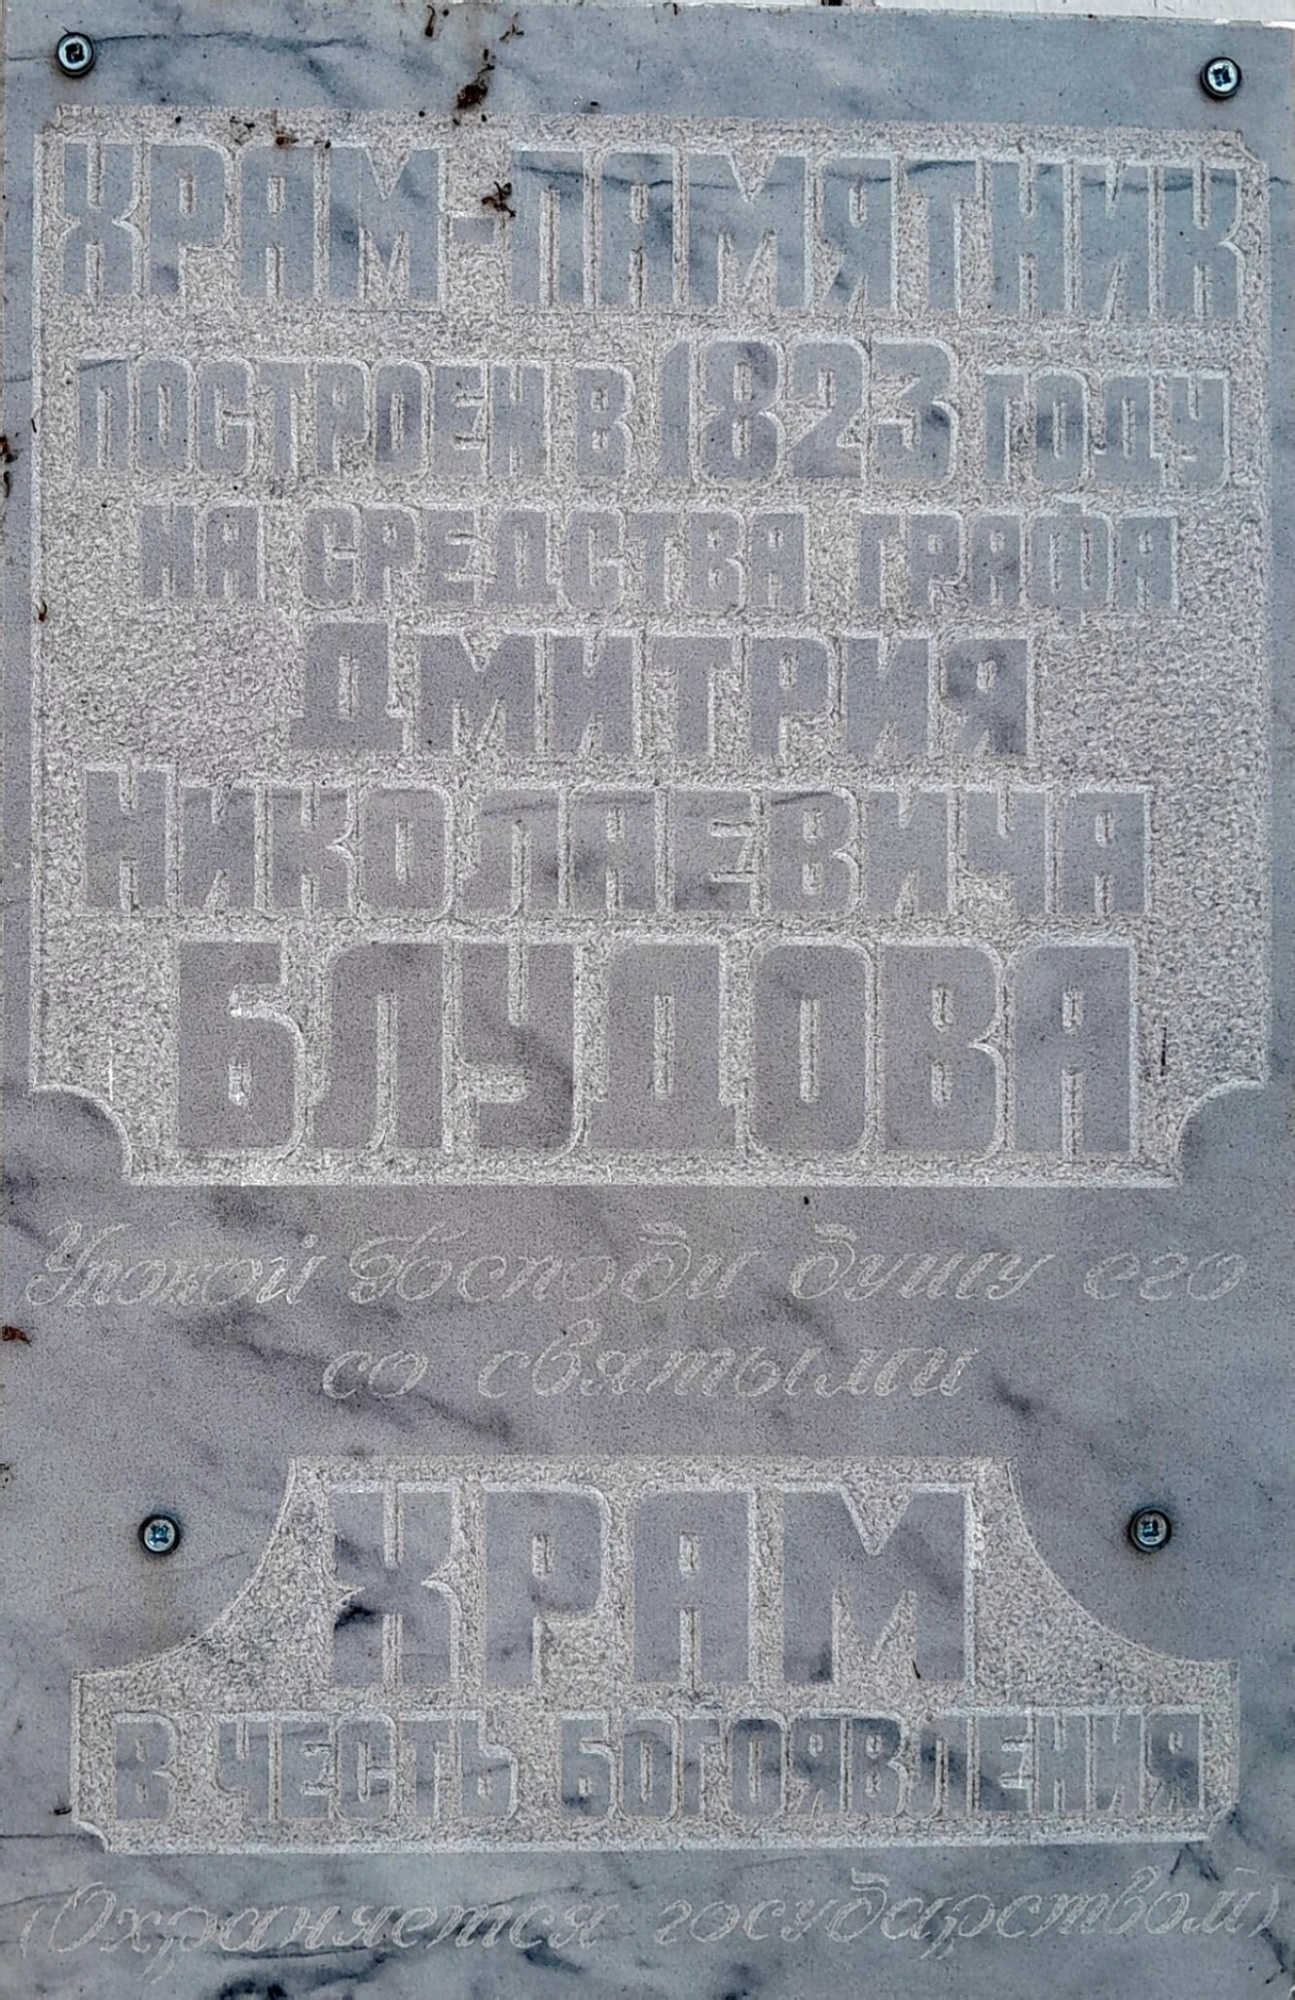 ХРАМ-ПАМЯТНИК
ПОСТРОЕН В 1823 ГОДУ
НА СРЕДСТВА ГРАФА
ДМИТРИЯ
НИКОЛАЕВИЧА
БЛУДОВА
Упокой Господи душу его
со святыми
ХРАМ
В ЧЕСТЬ БОГОЯВЛЕНИЯ
(Охраняется государством)